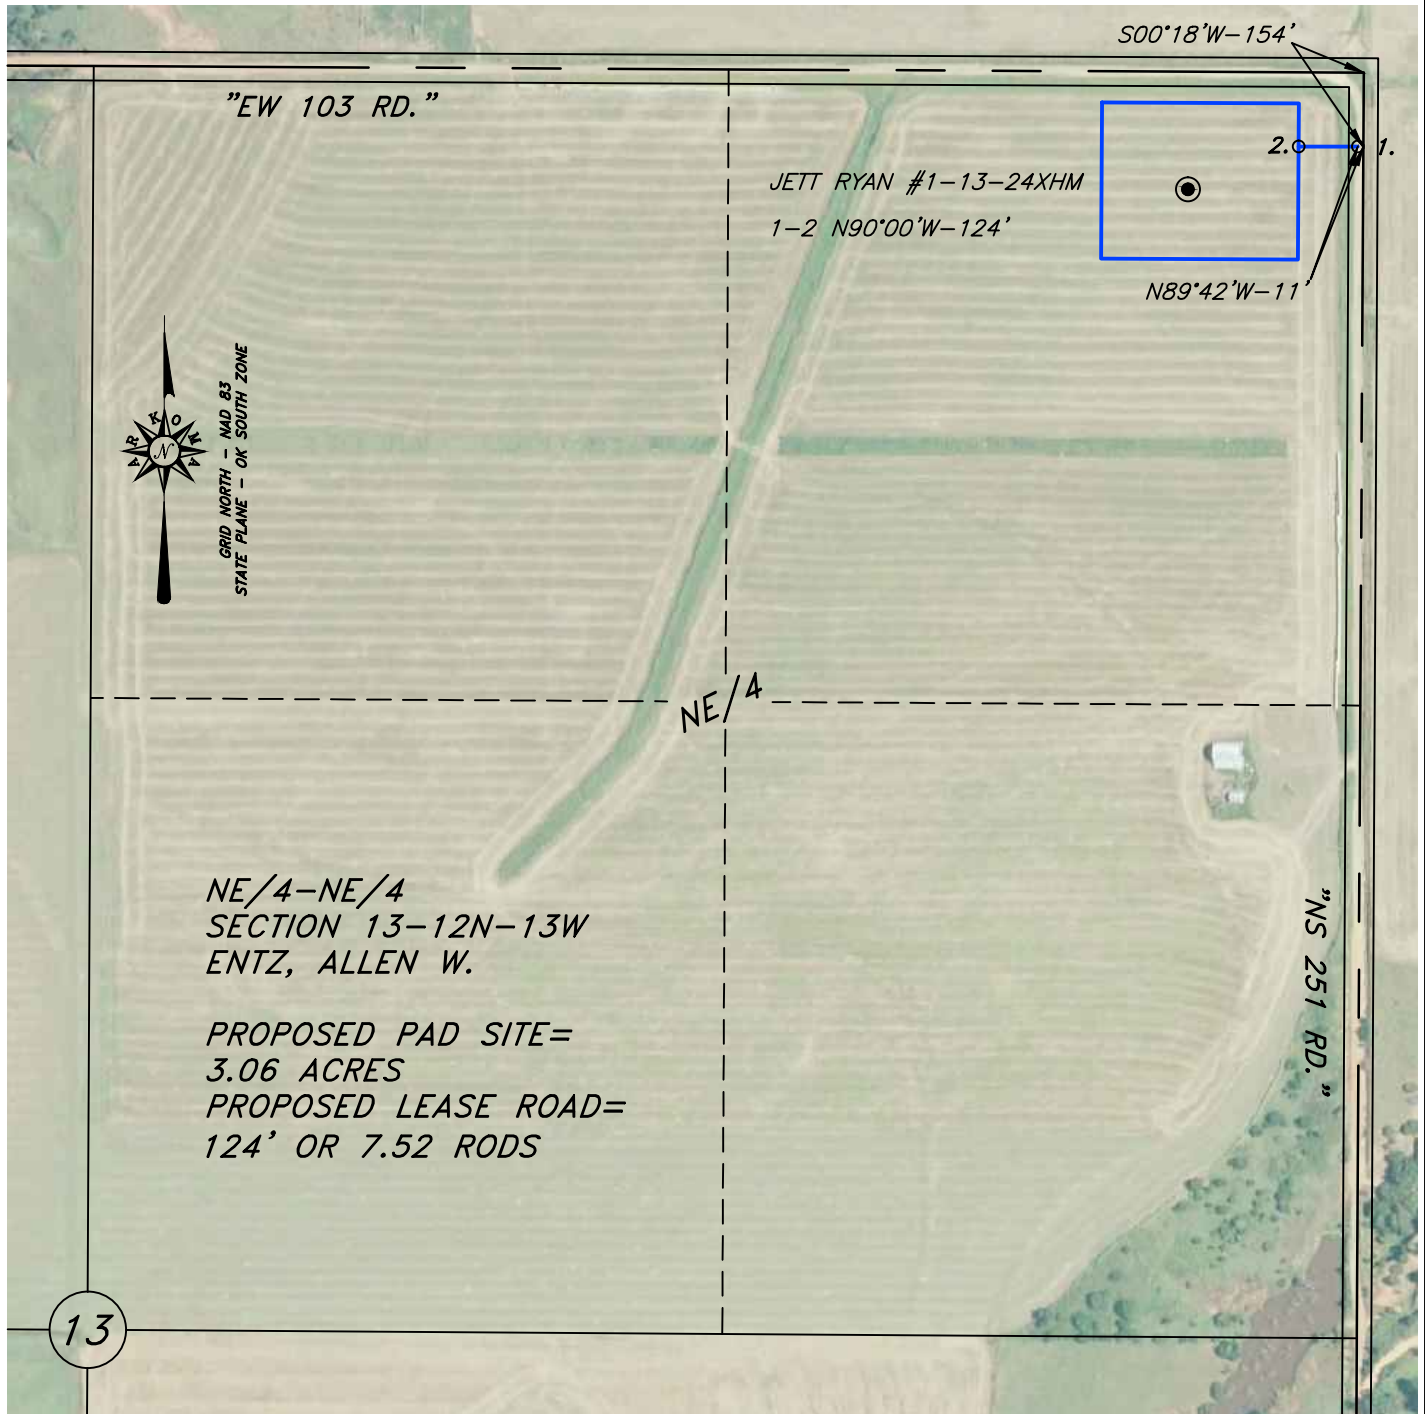 S00°18'W-154'
"EW 103 RD."
2.
1.
JETT RYAN #1-13-24XHM
1-2 N90°00'W-124'
N89°42'W-11'
GRID NORTH - NAD 83
STATE PLANE - OK SOUTH ZONE
ARKOMA
N
NE/4
NE/4-NE/4
SECTION 13-12N-13W
ENTZ, ALLEN W.
PROPOSED PAD SITE=
3.06 ACRES
PROPOSED LEASE ROAD=
124' OR 7.52 RODS
"NS 251 RD."
13